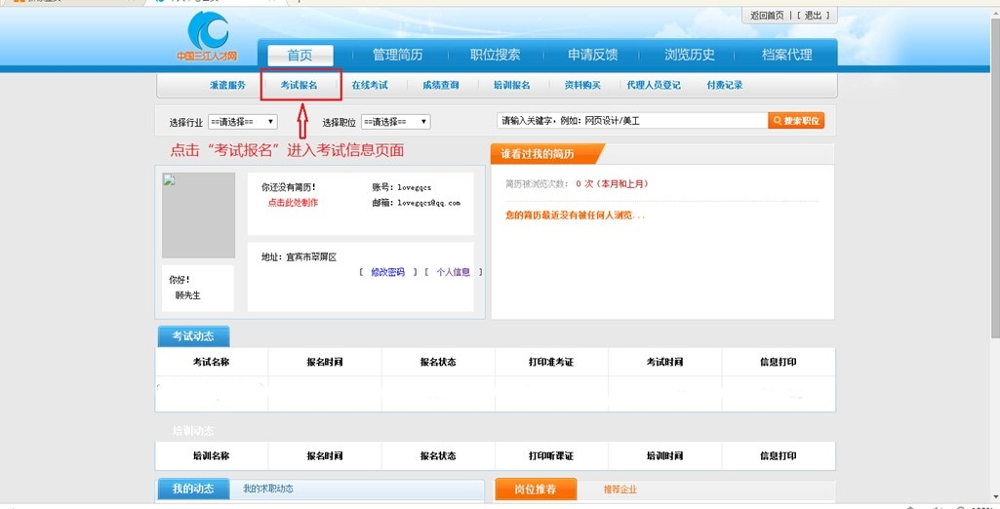 返回首页 | [ 退出 ]
中国三江人才网
首页 管理简历 职位搜索 申请反馈 浏览历史 档案代理
派遣服务 考试报名 在线考试 成绩查询 培训报名 资料购买 代理人员登记 付费记录
选择行业 ==请选择== 选择职位 ==请选择== 请输入关键字，例如：网页设计/美工 搜索职位
点击“考试报名”进入考试信息页面
谁看过我的简历
你还没有简历！ 账号：lovegqcs
点击此处制作 邮箱：lovegqcs@qq.com
简历被浏览次数： 0 次（本月和上月）
您的简历最近没有被任何人浏览...
地址：宜宾市翠屏区
[ 修改密码 ] [ 个人信息 ]
你好！
顾先生
考试动态
考试名称 报名时间 报名状态 打印准考证 考试时间 信息打印
培训动态
培训名称 报名时间 报名状态 打印听课证 培训时间 信息打印
我的动态 我的求职动态 岗位推荐 推荐企业